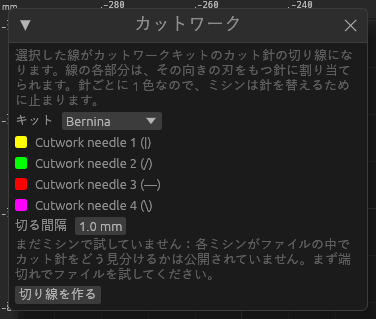 mm
-280
-240
▼ カットワーク ×
選択した線がカットワークキットのカット針の切り線にな
ります。線の各部分は、その向きの刃をもつ針に割り当て
られます。針ごとに 1 色なので、ミシンは針を替えるため
に止まります。
キット Bernina ▼
Cutwork needle 1 (|)
Cutwork needle 2 (/)
Cutwork needle 3 (—)
Cutwork needle 4 (\)
切る間隔 1.0 mm
まだミシンで試していません：各ミシンがファイルの中で
カット針をどう見分けるかは公開されていません。まず端
切れでファイルを試してください。
切り線を作る